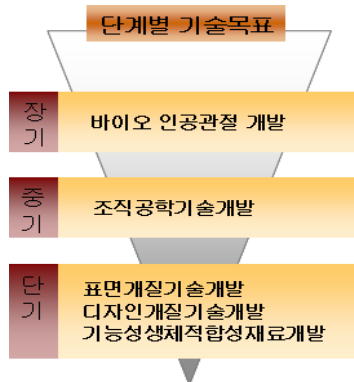 단계별 기술목표
장기
바이오 인공관절 개발
중기
조직공학기술개발
단기
표면개질기술개발
디자인개질기술개발
기능성생체적합성재료개발